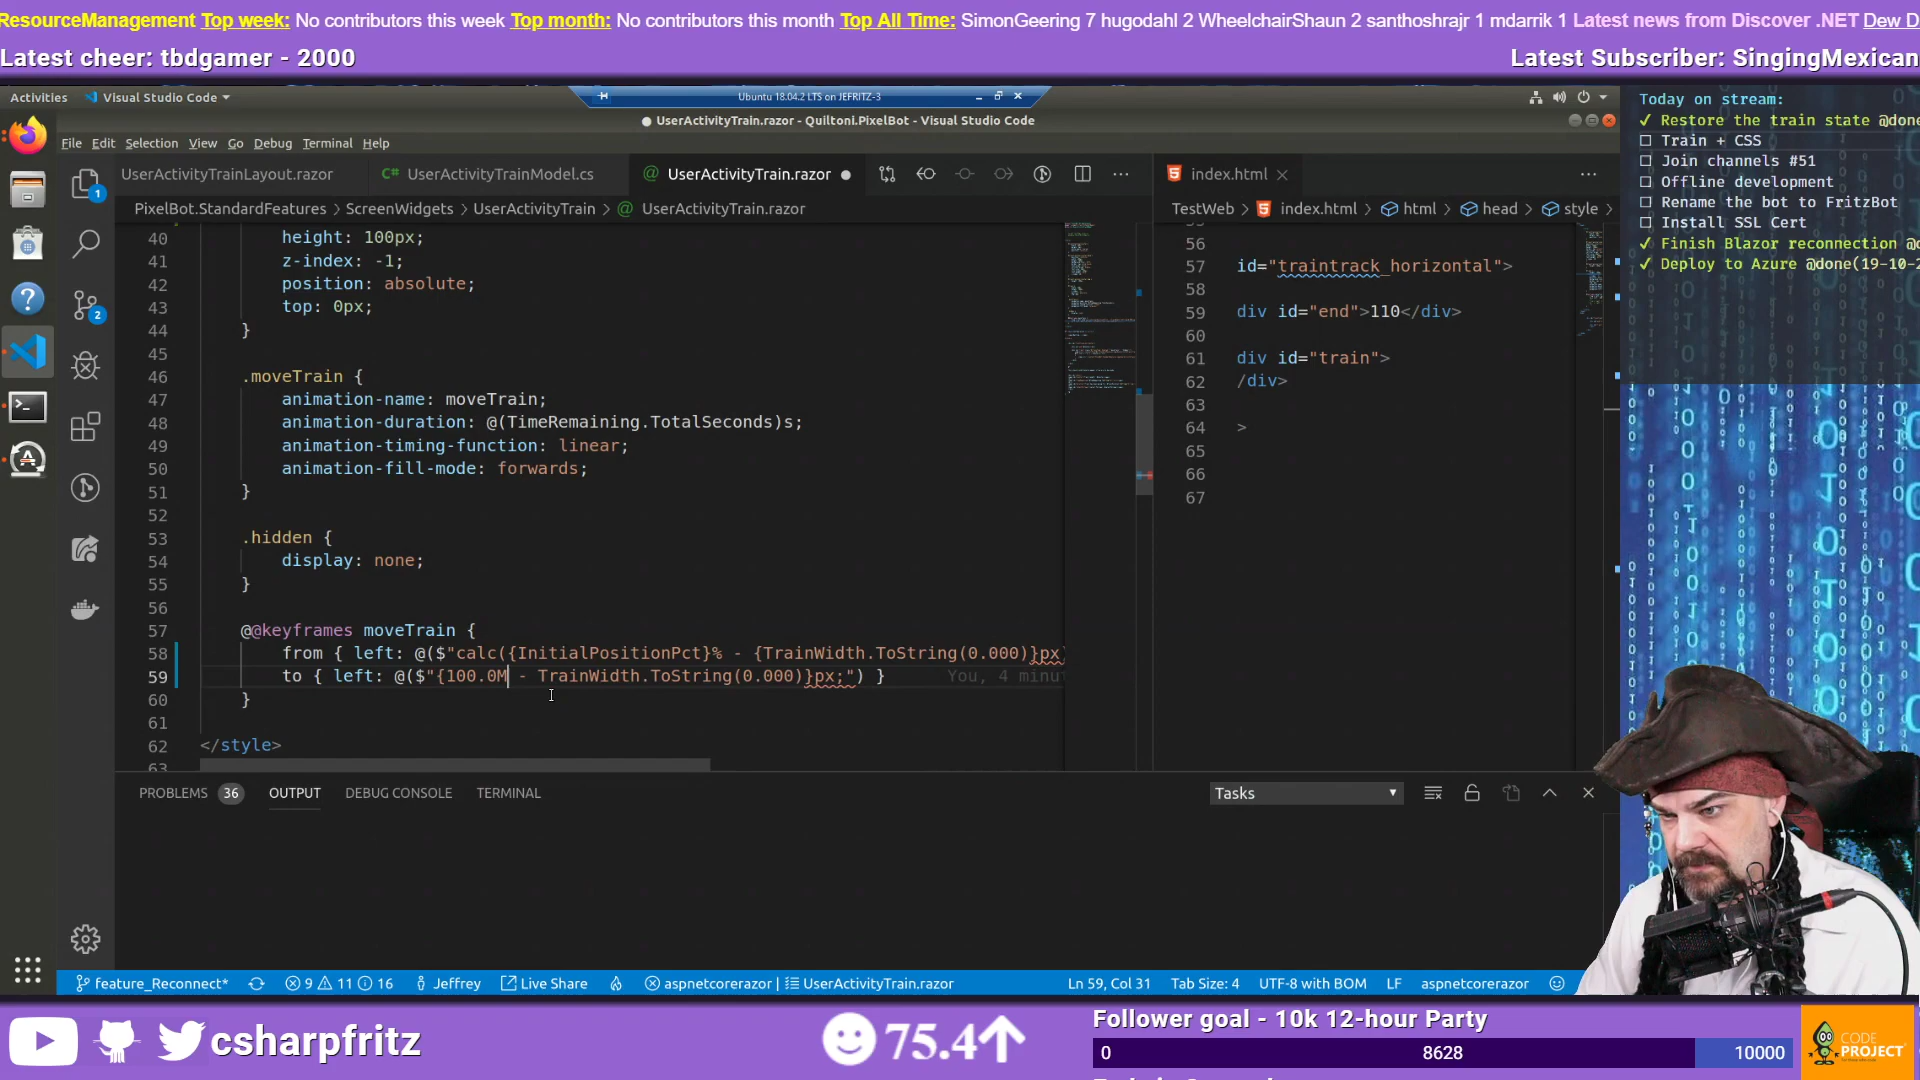 ResourceManagement Top week: No contributors this week Top month: No contributors this month Top All Time: SimonGeering 7 hugodahl 2 WheelchairShaun 2 santhoshrajr 1 mdarrik 1 Latest news from Discover .NET Dew D
Latest cheer: tbdgamer - 2000
Latest Subscriber: SingingMexican
Activities
Visual Studio Code
Ubuntu 18.04.2 LTS on JEFRITZ-3
● UserActivityTrain.razor - Quiltoni.PixelBot - Visual Studio Code
File Edit Selection View Go Debug Terminal Help
UserActivityTrainLayout.razor
C# UserActivityTrainModel.cs
@ UserActivityTrain.razor ●
index.html
PixelBot.StandardFeatures > ScreenWidgets > UserActivityTrain > @ UserActivityTrain.razor
TestWeb > index.html > html > head > style >
40 height: 100px;
41 z-index: -1;
42 position: absolute;
43 top: 0px;
44 }
45
46 .moveTrain {
47 animation-name: moveTrain;
48 animation-duration: @(TimeRemaining.TotalSeconds)s;
49 animation-timing-function: linear;
50 animation-fill-mode: forwards;
51 }
52
53 .hidden {
54 display: none;
55 }
56
57 @@keyframes moveTrain {
58 from { left: @($"calc({InitialPositionPct}% - {TrainWidth.ToString(0.000)}px)
59 to { left: @($"{100.0M - TrainWidth.ToString(0.000)}px;") } You, 4 minut
60 }
61
62 </style>
63
56
57 id="traintrack_horizontal">
58
59 div id="end">110</div>
60
61 div id="train">
62 /div>
63
64 >
65
66
67
PROBLEMS 36 OUTPUT DEBUG CONSOLE TERMINAL
Tasks
feature_Reconnect* 9 11 16 Jeffrey Live Share aspnetcorerazor | UserActivityTrain.razor
Ln 59, Col 31 Tab Size: 4 UTF-8 with BOM LF aspnetcorerazor
1
2
Today on stream:
✓ Restore the train state @done
☐ Train + CSS
☐ Join channels #51
☐ Offline development
☐ Rename the bot to FritzBot
☐ Install SSL Cert
✓ Finish Blazor reconnection @d
✓ Deploy to Azure @done(19-10-2
csharpfritz
75.4
Follower goal - 10k 12-hour Party
0 8628 10000
CODE
PROJECT